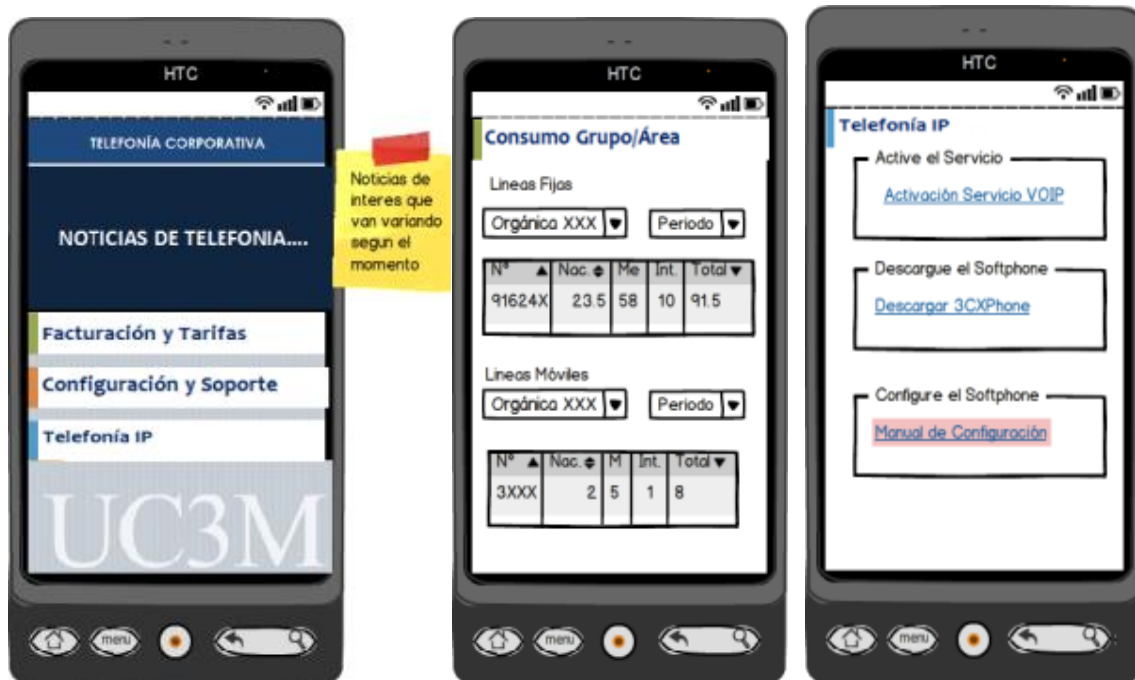 HTC
TELEFONÍA CORPORATIVA
NOTICIAS DE TELEFONIA....
Facturación y Tarifas
Configuración y Soporte
Telefonía IP
UC3M
menu
Noticias de
interes que
van variando
segun el
momento
HTC
Consumo Grupo/Área
Lineas Fijas
Orgánica XXX Periodo
Nº Nac. Me Int. Total
91624X 23.5 58 10 91.5
Lineas Móviles
Orgánica XXX Periodo
Nº Nac. M Int. Total
3XXX 2 5 1 8
menu
HTC
Telefonía IP
Active el Servicio
Activación Servicio VOIP
Descargue el Softphone
Descargar 3CXPhone
Configure el Softphone
Manual de Configuración
menu